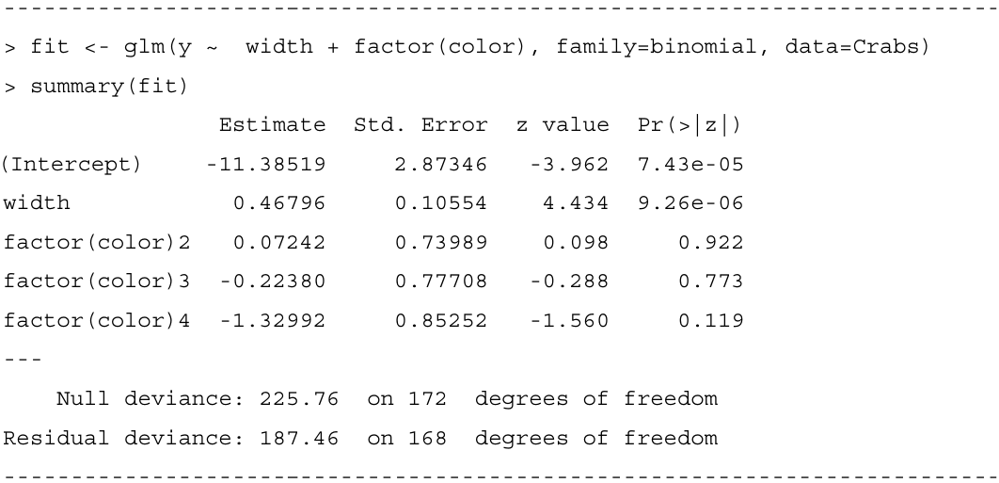 > fit <- glm(y ~ width + factor(color), family=binomial, data=Crabs)
> summary(fit)
Estimate Std. Error z value Pr(>|z|)
(Intercept) -11.38519 2.87346 -3.962 7.43e-05
width 0.46796 0.10554 4.434 9.26e-06
factor(color)2 0.07242 0.73989 0.098 0.922
factor(color)3 -0.22380 0.77708 -0.288 0.773
factor(color)4 -1.32992 0.85252 -1.560 0.119
---
Null deviance: 225.76 on 172 degrees of freedom
Residual deviance: 187.46 on 168 degrees of freedom